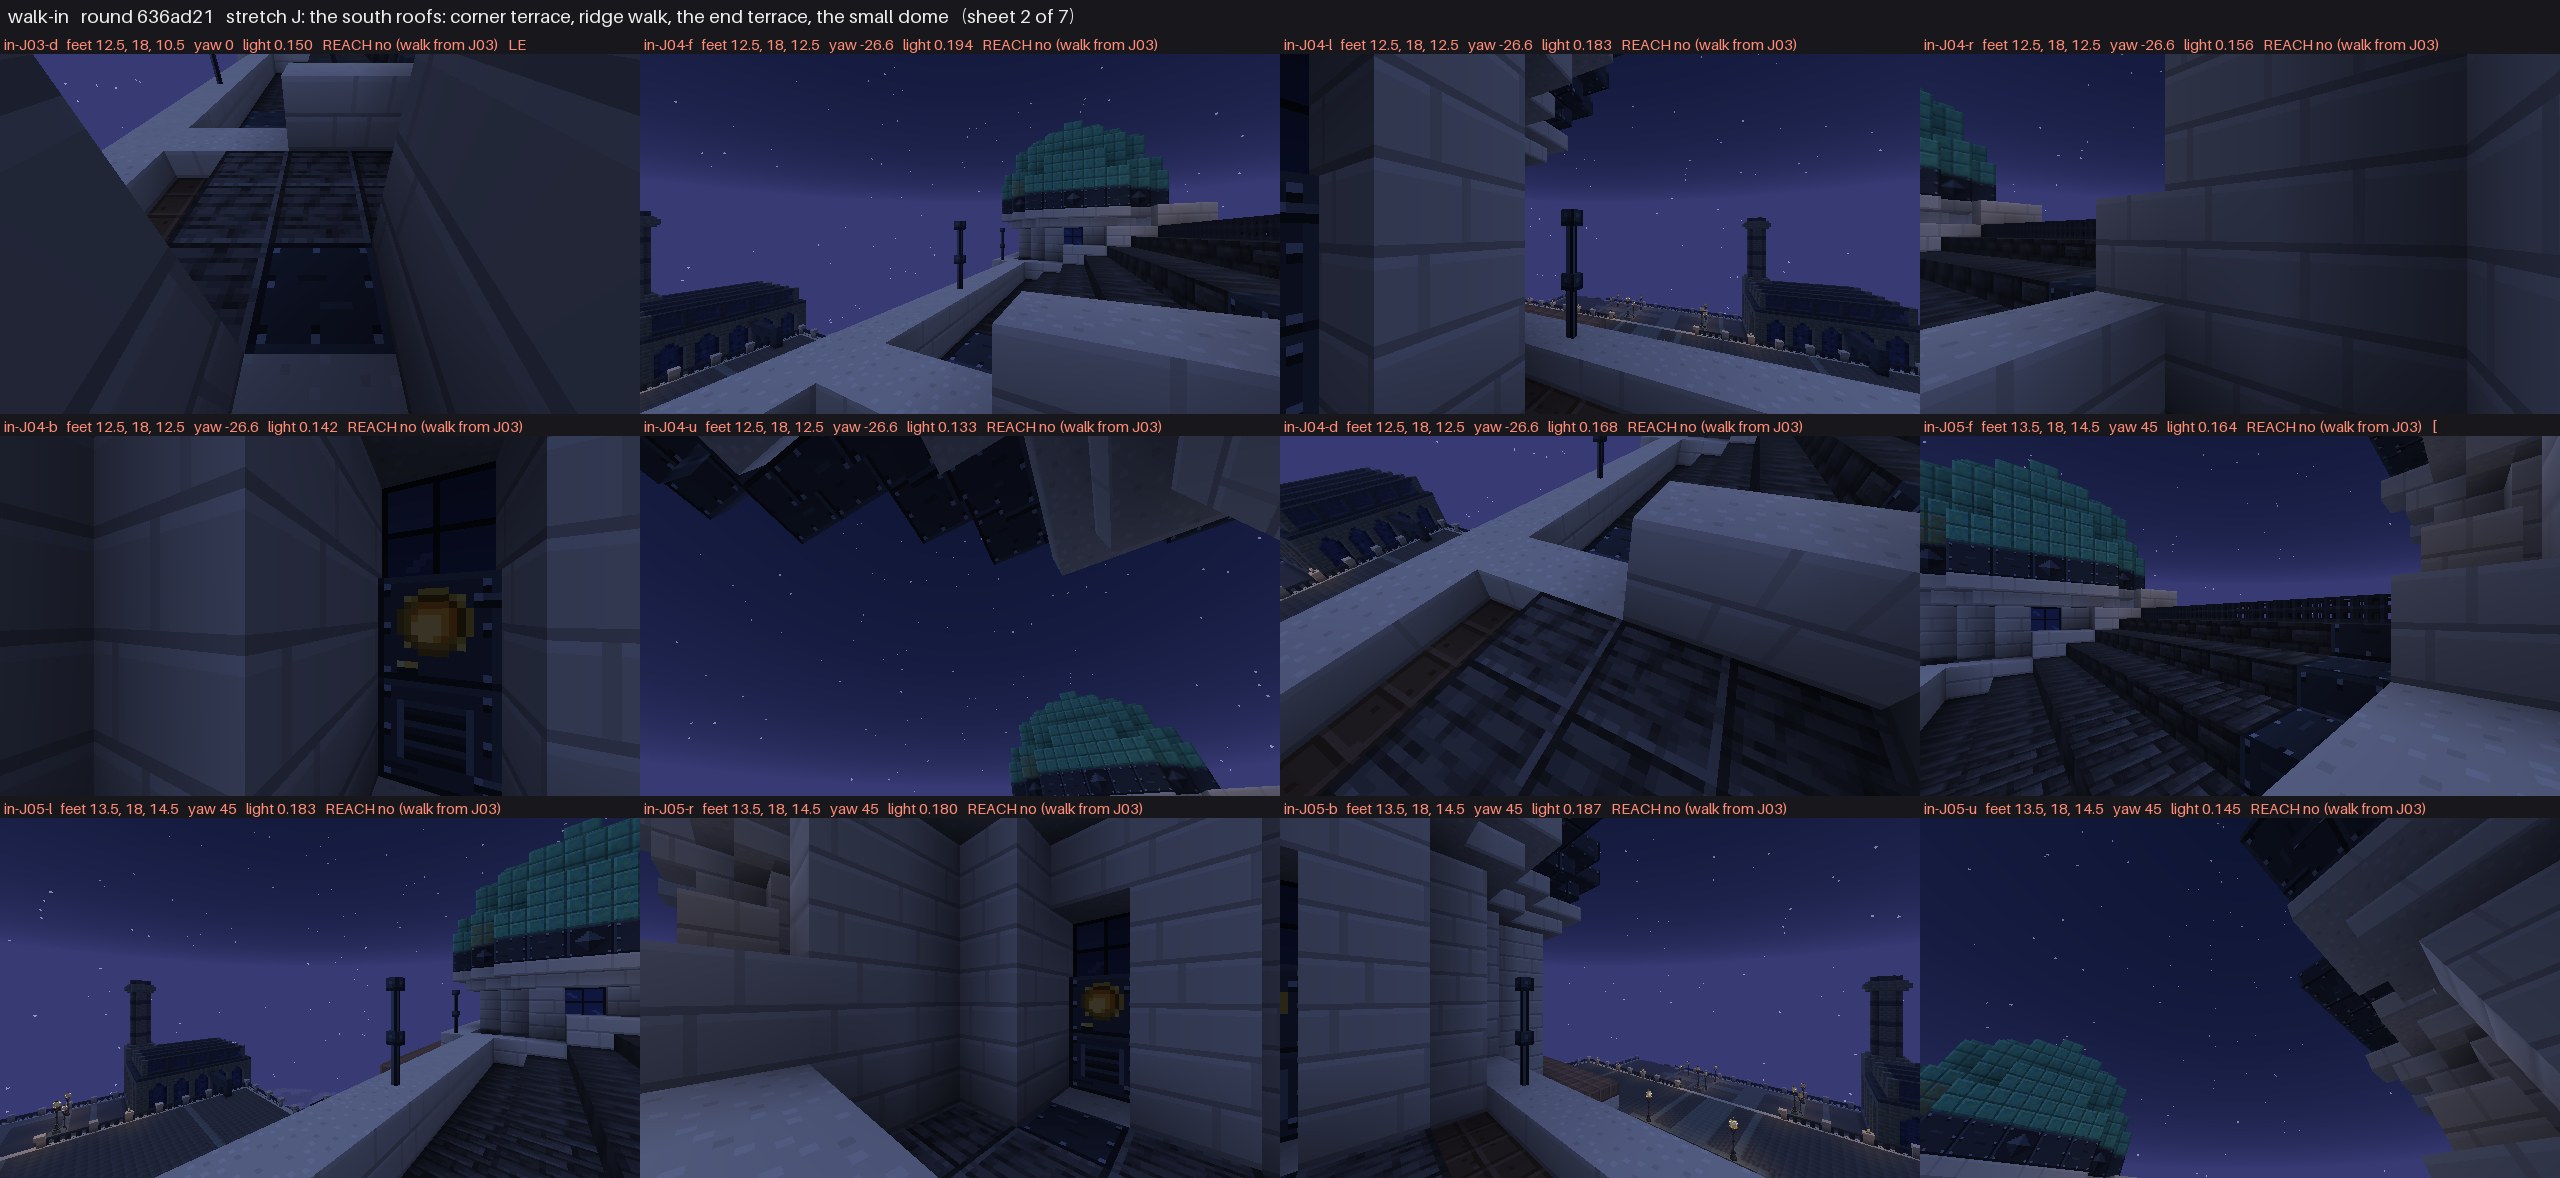 walk-in round 636ad21 stretch J: the south roofs: corner terrace, ridge walk, the end terrace, the small dome (sheet 2 of 7)
in-J03-d feet 12.5, 18, 10.5 yaw 0 light 0.150 REACH no (walk from J03) LE
in-J04-f feet 12.5, 18, 12.5 yaw -26.6 light 0.194 REACH no (walk from J03)
in-J04-l feet 12.5, 18, 12.5 yaw -26.6 light 0.183 REACH no (walk from J03)
in-J04-r feet 12.5, 18, 12.5 yaw -26.6 light 0.156 REACH no (walk from J03)
in-J04-b feet 12.5, 18, 12.5 yaw -26.6 light 0.142 REACH no (walk from J03)
in-J04-u feet 12.5, 18, 12.5 yaw -26.6 light 0.133 REACH no (walk from J03)
in-J04-d feet 12.5, 18, 12.5 yaw -26.6 light 0.168 REACH no (walk from J03)
in-J05-f feet 13.5, 18, 14.5 yaw 45 light 0.164 REACH no (walk from J03) [
in-J05-l feet 13.5, 18, 14.5 yaw 45 light 0.183 REACH no (walk from J03)
in-J05-r feet 13.5, 18, 14.5 yaw 45 light 0.180 REACH no (walk from J03)
in-J05-b feet 13.5, 18, 14.5 yaw 45 light 0.187 REACH no (walk from J03)
in-J05-u feet 13.5, 18, 14.5 yaw 45 light 0.145 REACH no (walk from J03)